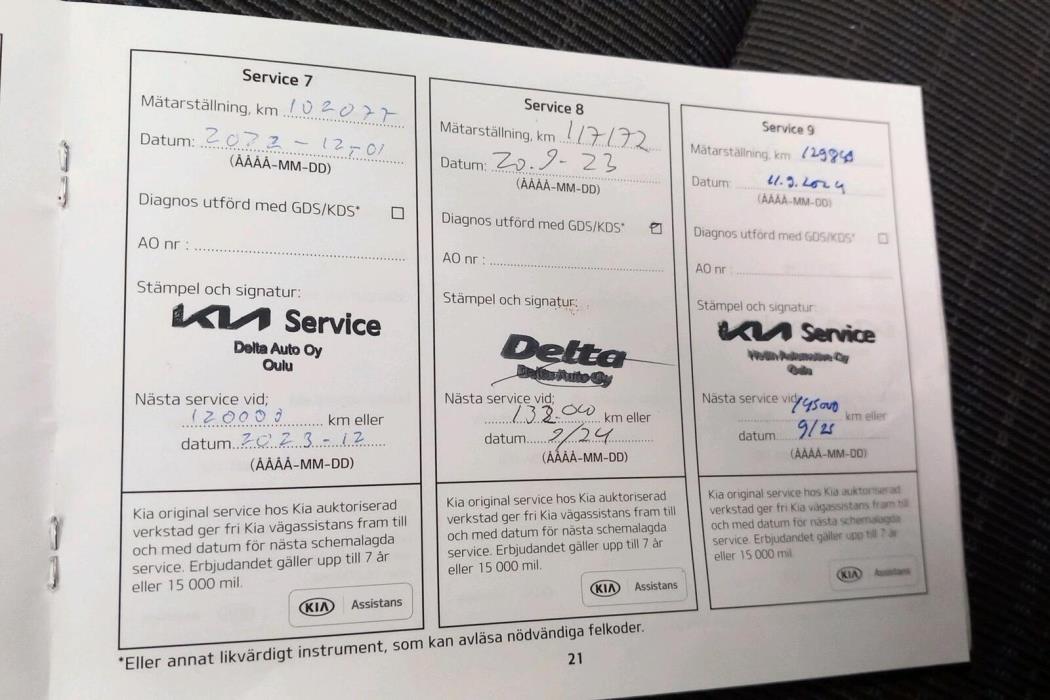 Service 7
Mätarställning, km 102077
Datum: 2022 - 12-01
(ÅÅÅÅ-MM-DD)
Diagnos utförd med GDS/KDS*
AO nr :
Stämpel och signatur:
KIA Service
Delta Auto Oy
Oulu
Nästa service vid;
120000 km eller
datum 2023-12
(ÅÅÅÅ-MM-DD)
Kia original service hos Kia auktoriserad
verkstad ger fri Kia vägassistans fram till
och med datum för nästa schemalagda
service. Erbjudandet gäller upp till 7 år
eller 15 000 mil.
KIA Assistans
Service 8
Mätarställning, km 117172
Datum: 20.9-23
(ÅÅÅÅ-MM-DD)
Diagnos utförd med GDS/KDS*
AO nr :
Stämpel och signatur:
Delta
Delta Auto Oy
Nästa service vid;
132.000 km eller
datum 9/24
(ÅÅÅÅ-MM-DD)
Kia original service hos Kia auktoriserad
verkstad ger fri Kia vägassistans fram till
och med datum för nästa schemalagda
service. Erbjudandet gäller upp till 7 år
eller 15 000 mil.
KIA Assistans
Service 9
Mätarställning, km
Datum: 11.9.2024
(ÅÅÅÅ-MM-DD)
Diagnos utförd med GDS/KDS*
AO nr :
Stämpel och signatur:
KIA Service
Automotive Oy
Oulu
Nästa service vid; 145000
km eller
datum 9/25
(ÅÅÅÅ-MM-DD)
Kia original service hos Kia auktoriserad
verkstad ger fri Kia vägassistans fram till
och med datum för nästa schemalagda
service. Erbjudandet gäller upp till 7 år
eller 15 000 mil.
KIA Assistans
*Eller annat likvärdigt instrument, som kan avläsa nödvändiga felkoder.
21